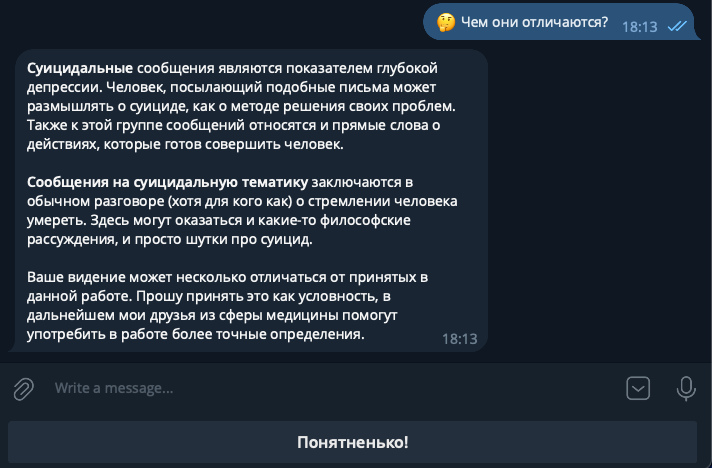 🤔 Чем они отличаются? 18:13
Суицидальные сообщения являются показателем глубокой
депрессии. Человек, посылающий подобные письма может
размышлять о суициде, как о методе решения своих проблем.
Также к этой группе сообщений относятся и прямые слова о
действиях, которые готов совершить человек.
Сообщения на суицидальную тематику заключаются в
обычном разговоре (хотя для кого как) о стремлении человека
умереть. Здесь могут оказаться и какие-то философские
рассуждения, и просто шутки про суицид.
Ваше видение может несколько отличаться от принятых в
данной работе. Прошу принять это как условность, в
дальнейшем мои друзья из сферы медицины помогут
употребить в работе более точные определения. 18:13
Write a message...
Понятненько!